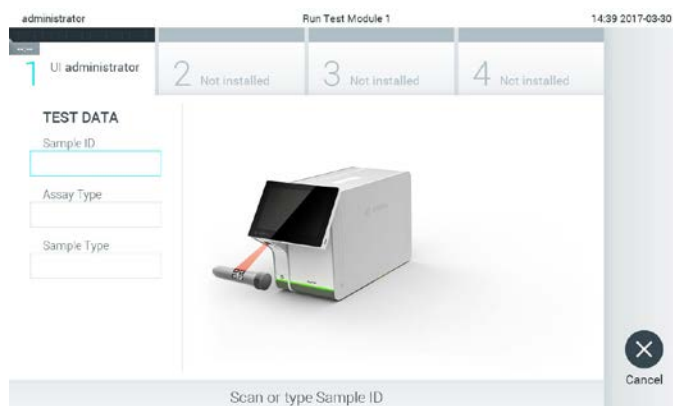 administrator Run Test Module 1 14:39 2017-03-30
--:--
1 UI administrator 2 Not installed 3 Not installed 4 Not installed
TEST DATA
Sample ID
Assay Type
Sample Type
Cancel
Scan or type Sample ID